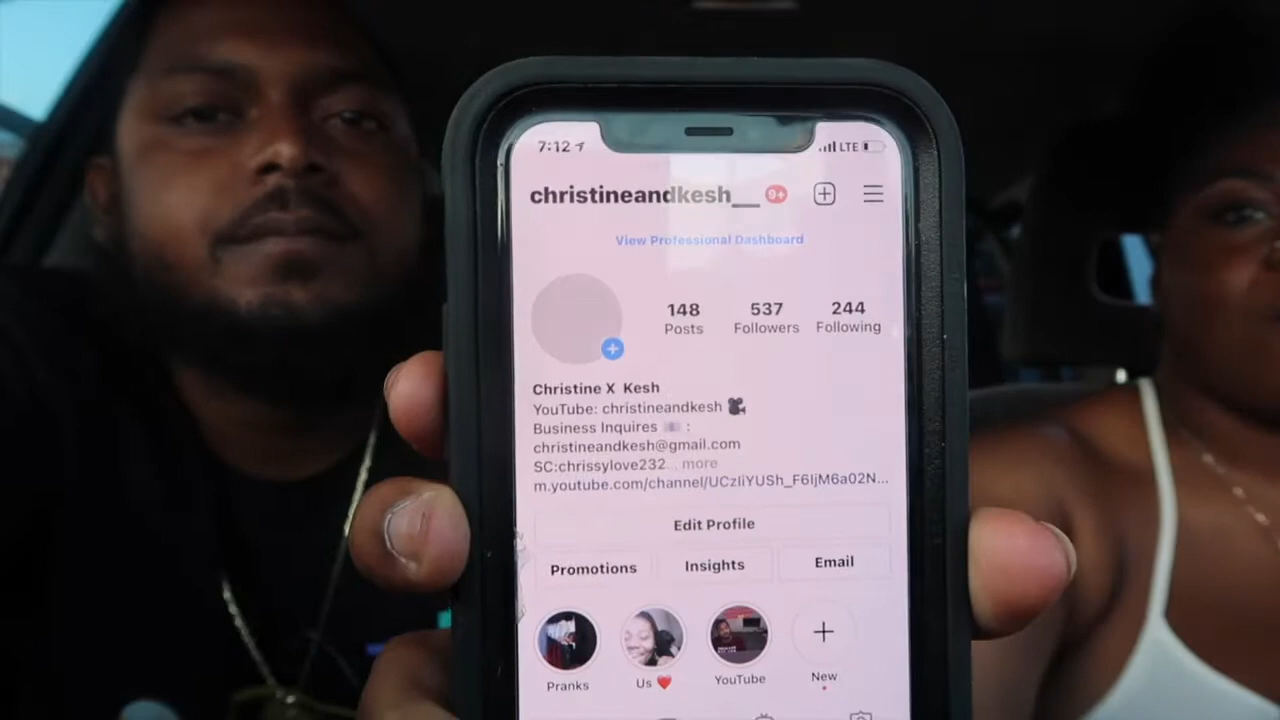 7:12
LTE
christineandkesh__ 9+
View Professional Dashboard
148 537 244
Posts Followers Following
Christine X Kesh
YouTube: christineandkesh
Business Inquires :
christineandkesh@gmail.com
SC:chrissylove232... more
m.youtube.com/channel/UCzIiYUSh_F6IjM6a02N...
Edit Profile
Promotions Insights Email
Pranks Us ❤️ YouTube New